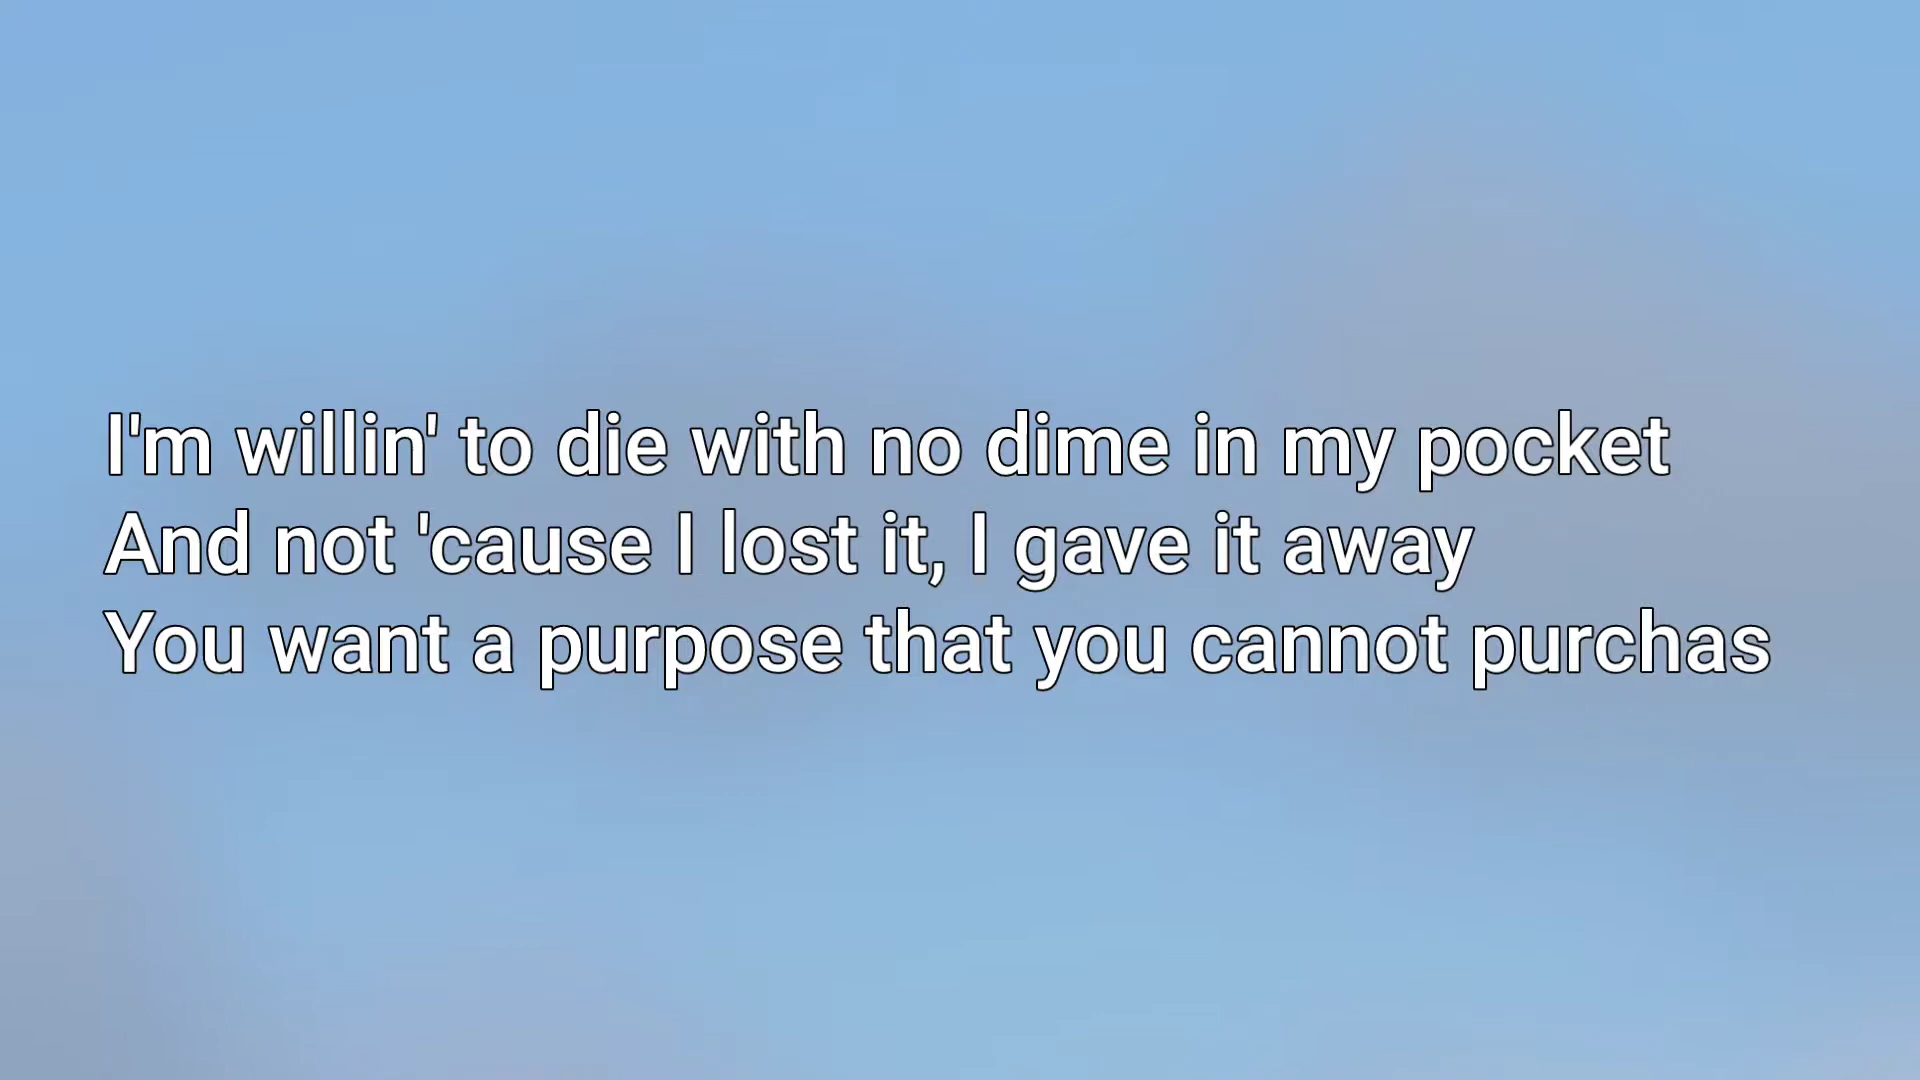 I'm willin' to die with no dime in my pocket
And not 'cause I lost it, I gave it away
You want a purpose that you cannot purchas